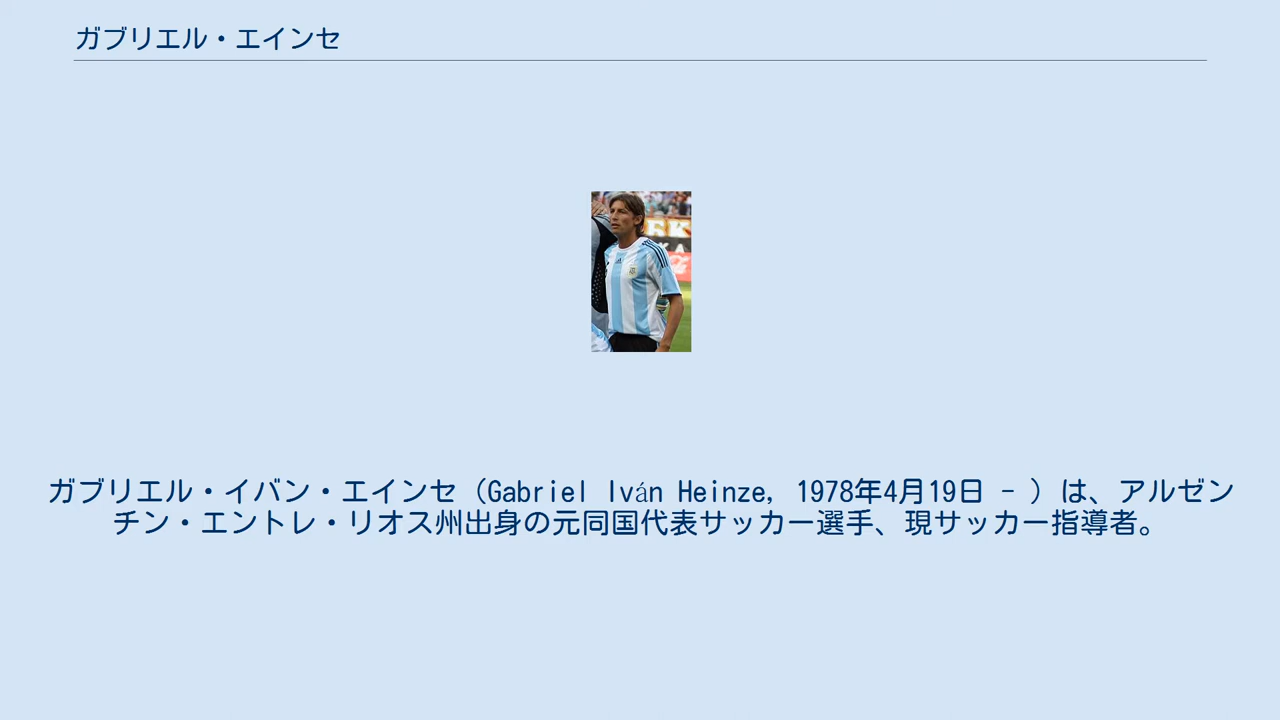 ガブリエル・エインセ
EK
KA
ガブリエル・イバン・エインセ（Gabriel Iván Heinze, 1978年4月19日 - ）は、アルゼン
チン・エントレ・リオス州出身の元同国代表サッカー選手、現サッカー指導者。